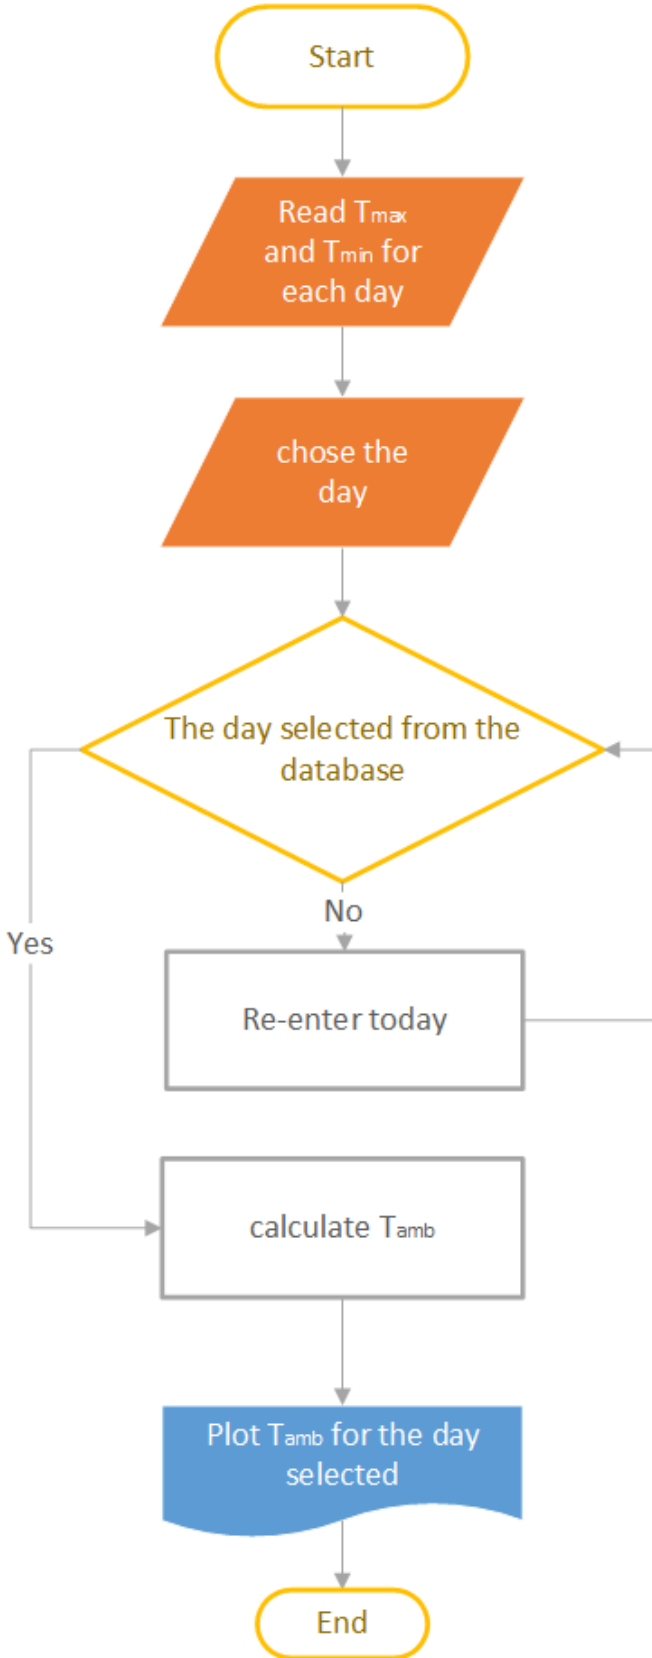 Start
Read Tmax
and Tmin for
each day
chose the
day
The day selected from the
database
No
Yes
Re-enter today
calculate Tamb
Plot Tamb for the day
selected
End